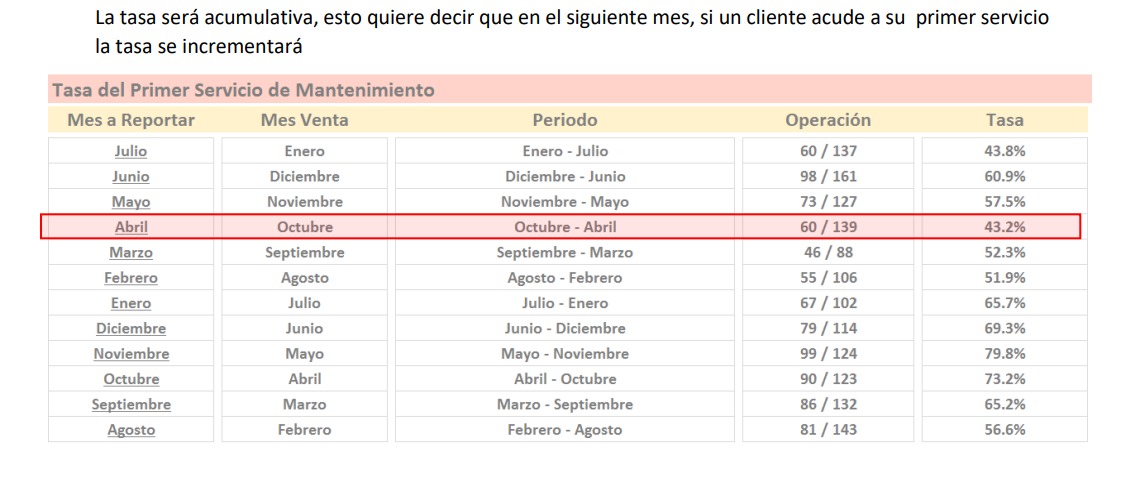 La tasa será acumulativa, esto quiere decir que en el siguiente mes, si un cliente acude a su primer servicio
la tasa se incrementará
Tasa del Primer Servicio de Mantenimiento
Mes a Reportar Mes Venta Periodo Operación Tasa
Julio Enero Enero - Julio 60 / 137 43.8%
Junio Diciembre Diciembre - Junio 98 / 161 60.9%
Mayo Noviembre Noviembre - Mayo 73 / 127 57.5%
Abril Octubre Octubre - Abril 60 / 139 43.2%
Marzo Septiembre Septiembre - Marzo 46 / 88 52.3%
Febrero Agosto Agosto - Febrero 55 / 106 51.9%
Enero Julio Julio - Enero 67 / 102 65.7%
Diciembre Junio Junio - Diciembre 79 / 114 69.3%
Noviembre Mayo Mayo - Noviembre 99 / 124 79.8%
Octubre Abril Abril - Octubre 90 / 123 73.2%
Septiembre Marzo Marzo - Septiembre 86 / 132 65.2%
Agosto Febrero Febrero - Agosto 81 / 143 56.6%